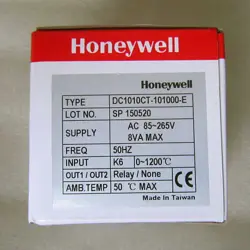 Honeywell
Honeywell
TYPE DC1010CT-101000-E
LOT NO. SP 150520
SUPPLY AC 85~265V
8VA MAX
FREQ 50HZ
INPUT K6 0~1200℃
OUT1 / OUT2 Relay / None
AMB.TEMP 50 ℃ MAX
Made In Taiwan